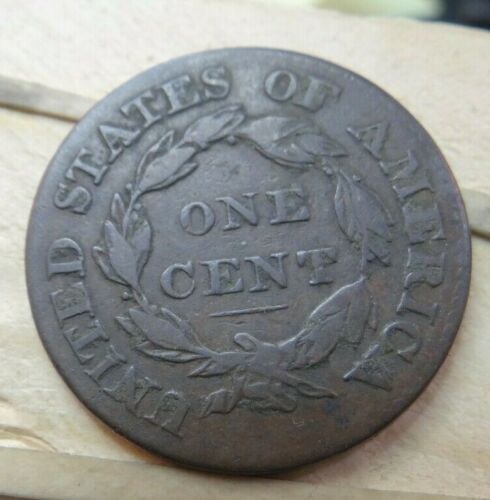 UNITED STATES OF AMERICA
ONE
CENT